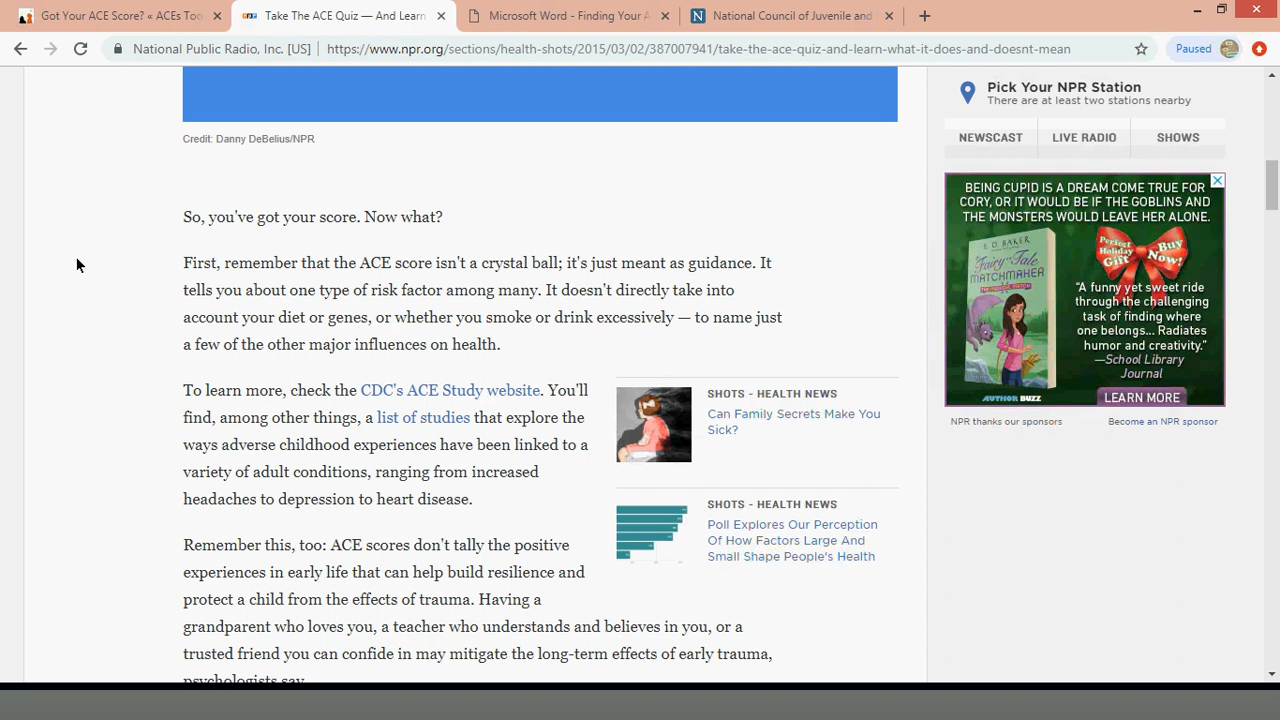 Got Your ACE Score? « ACEs Too
Take The ACE Quiz — And Learn
Microsoft Word - Finding Your A
National Council of Juvenile and
National Public Radio, Inc. [US]
https://www.npr.org/sections/health-shots/2015/03/02/387007941/take-the-ace-quiz-and-learn-what-it-does-and-doesnt-mean
Paused
Credit: Danny DeBelius/NPR
So, you've got your score. Now what?
First, remember that the ACE score isn't a crystal ball; it's just meant as guidance. It
tells you about one type of risk factor among many. It doesn't directly take into
account your diet or genes, or whether you smoke or drink excessively — to name just
a few of the other major influences on health.
To learn more, check the CDC's ACE Study website. You'll
find, among other things, a list of studies that explore the
ways adverse childhood experiences have been linked to a
variety of adult conditions, ranging from increased
headaches to depression to heart disease.
SHOTS - HEALTH NEWS
Can Family Secrets Make You
Sick?
SHOTS - HEALTH NEWS
Poll Explores Our Perception
Of How Factors Large And
Small Shape People's Health
Remember this, too: ACE scores don't tally the positive
experiences in early life that can help build resilience and
protect a child from the effects of trauma. Having a
grandparent who loves you, a teacher who understands and believes in you, or a
trusted friend you can confide in may mitigate the long-term effects of early trauma,
psychologists say.
Pick Your NPR Station
There are at least two stations nearby
NEWSCAST
LIVE RADIO
SHOWS
BEING CUPID IS A DREAM COME TRUE FOR
CORY, OR IT WOULD BE IF THE GOBLINS AND
THE MONSTERS WOULD LEAVE HER ALONE.
E. D. BAKER
Fairy-Tale
MATCHMAKER
Perfect
Holiday
Gift
Buy
Now!
"A funny yet sweet ride
through the challenging
task of finding where
one belongs... Radiates
humor and creativity."
—School Library
Journal
AUTHOR BUZZ
LEARN MORE
NPR thanks our sponsors
Become an NPR sponsor